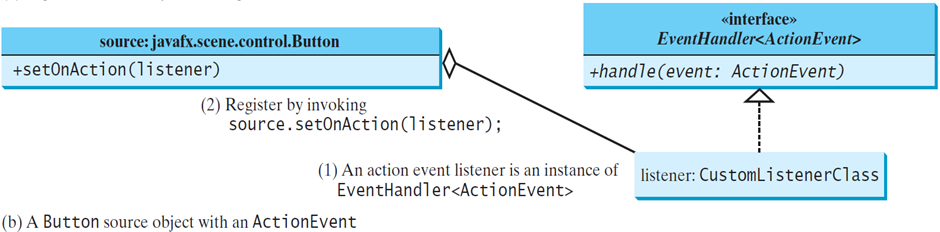 source: javafx.scene.control.Button
+setOnAction(listener)
«interface»
EventHandler<ActionEvent>
+handle(event: ActionEvent)
(2) Register by invoking
source.setOnAction(listener);
(1) An action event listener is an instance of
EventHandler<ActionEvent>
listener: CustomListenerClass
(b) A Button source object with an ActionEvent